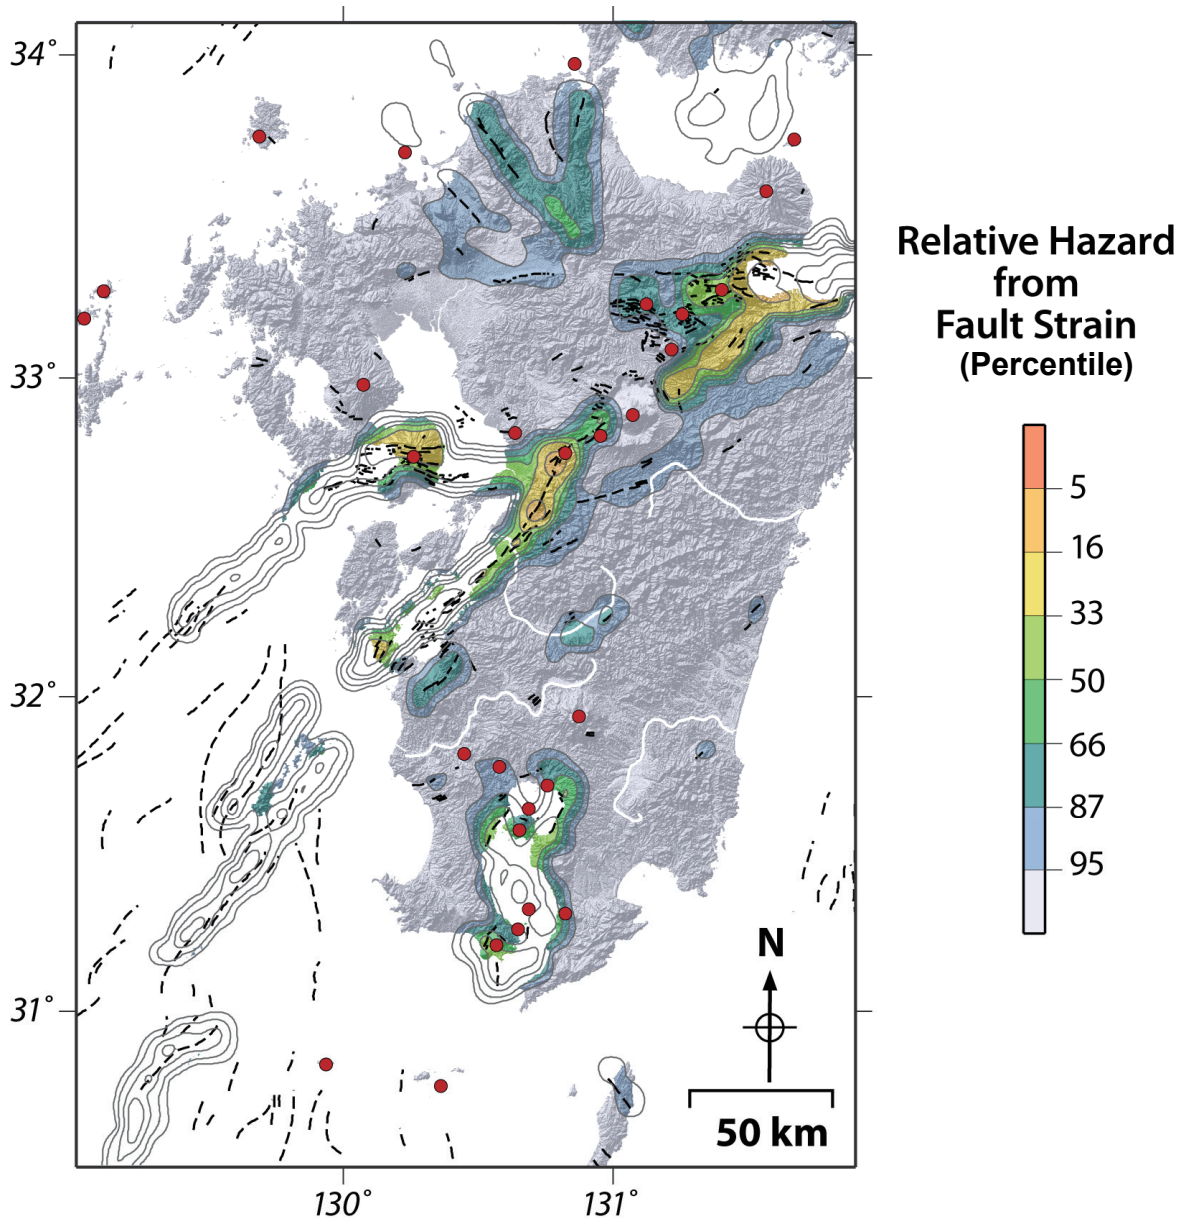 34°
33°
32°
31°
130°
131°
N
50 km
Relative Hazard
from
Fault Strain
(Percentile)
5
16
33
50
66
87
95